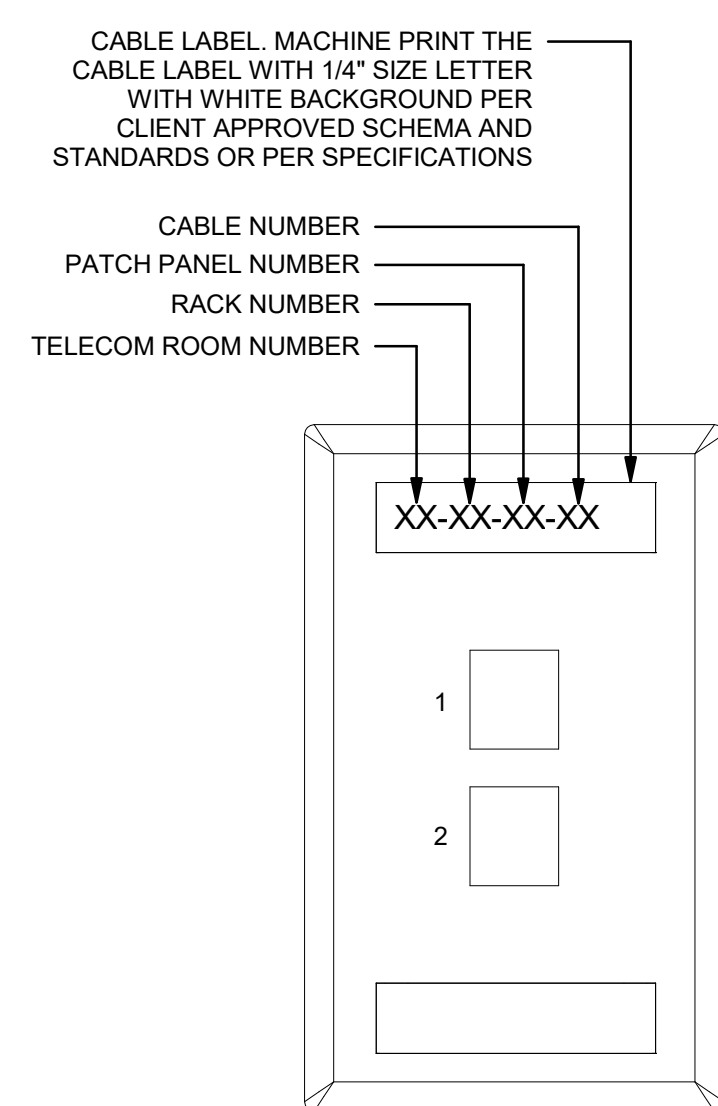 CABLE LABEL. MACHINE PRINT THE
CABLE LABEL WITH 1/4" SIZE LETTER
WITH WHITE BACKGROUND PER
CLIENT APPROVED SCHEMA AND
STANDARDS OR PER SPECIFICATIONS
CABLE NUMBER
PATCH PANEL NUMBER
RACK NUMBER
TELECOM ROOM NUMBER
XX-XX-XX-XX
1
2